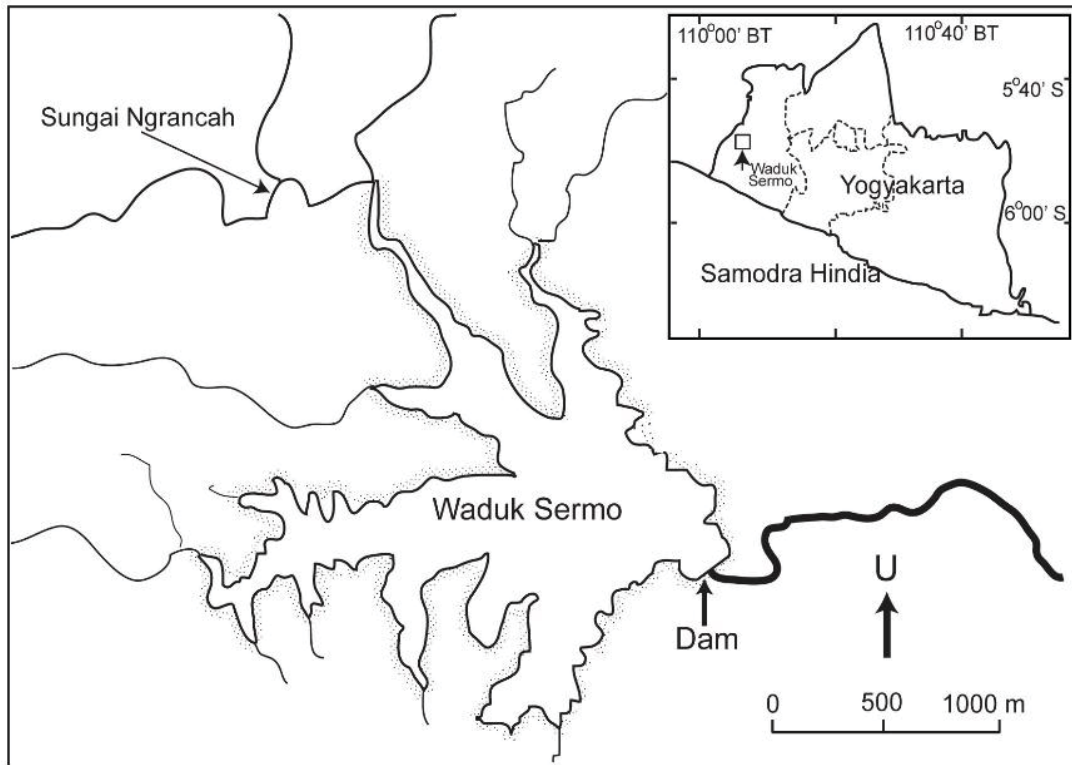 Sungai Ngrancah
110°00' BT
110°40' BT
5°40' S
Waduk
Sermo
Yogyakarta
6°00' S
Samodra Hindia
Waduk Sermo
Dam
U
0 500 1000 m